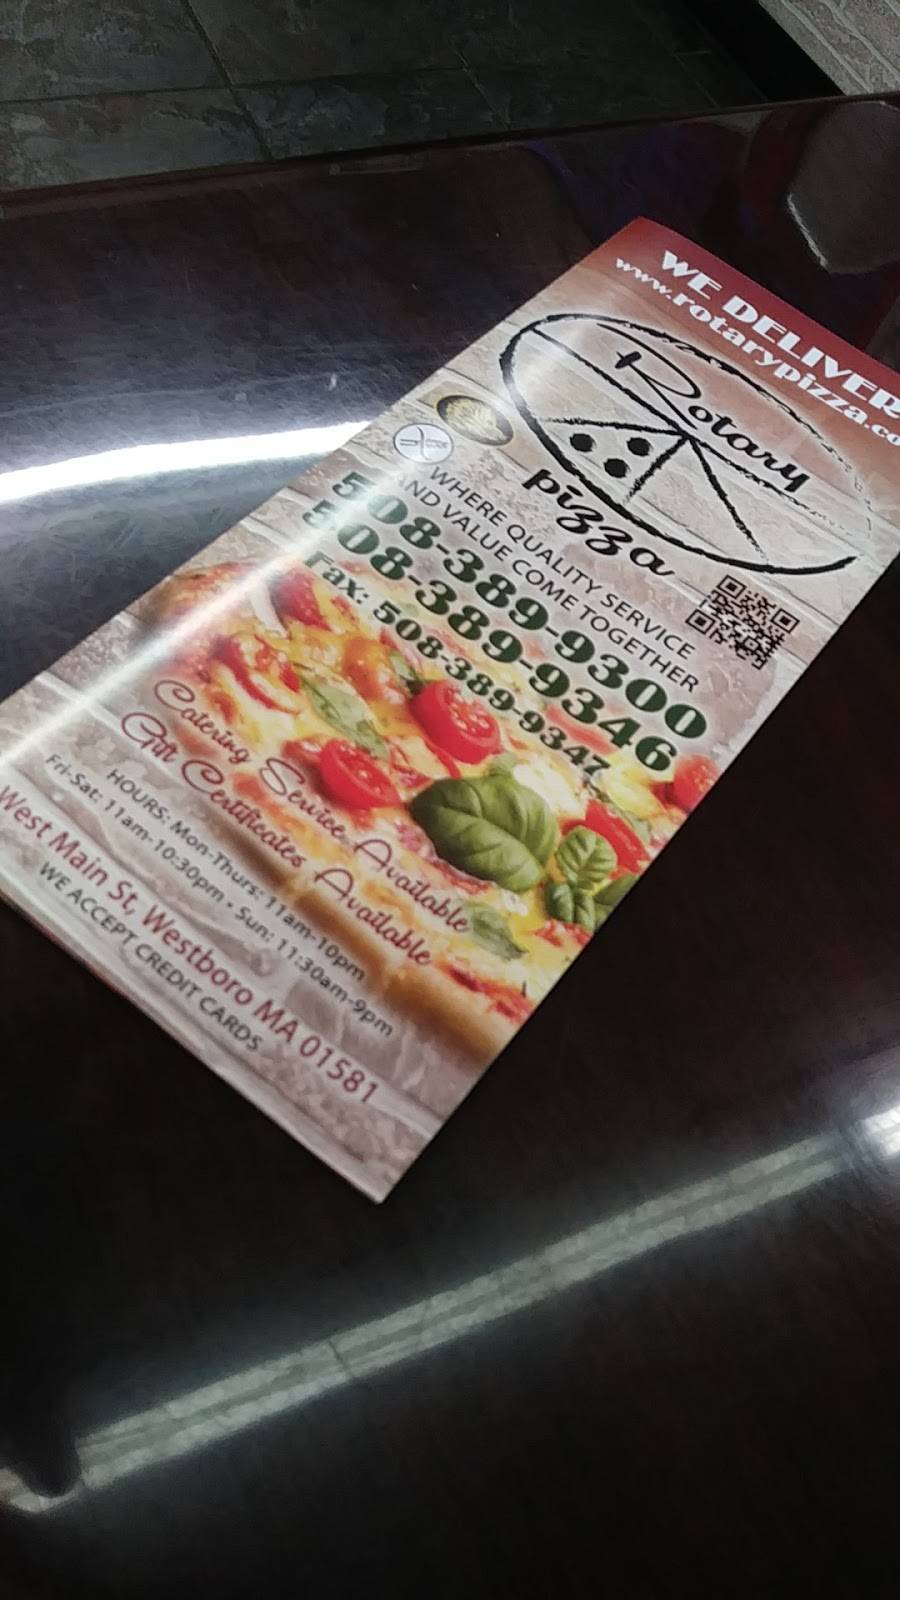 WE DELIVER
www.rotarypizza.co
Rotary
pizza
WHERE QUALITY SERVICE
AND VALUE COME TOGETHER
508-389-9300
508-389-9346
Fax: 508-389-9347
Catering Service Available
Gift Certificates Available
HOURS: Mon-Thurs: 11am-10pm
Fri-Sat: 11am-10:30pm • Sun: 11:30am-9pm
West Main St, Westboro MA 01581
WE ACCEPT CREDIT CARDS